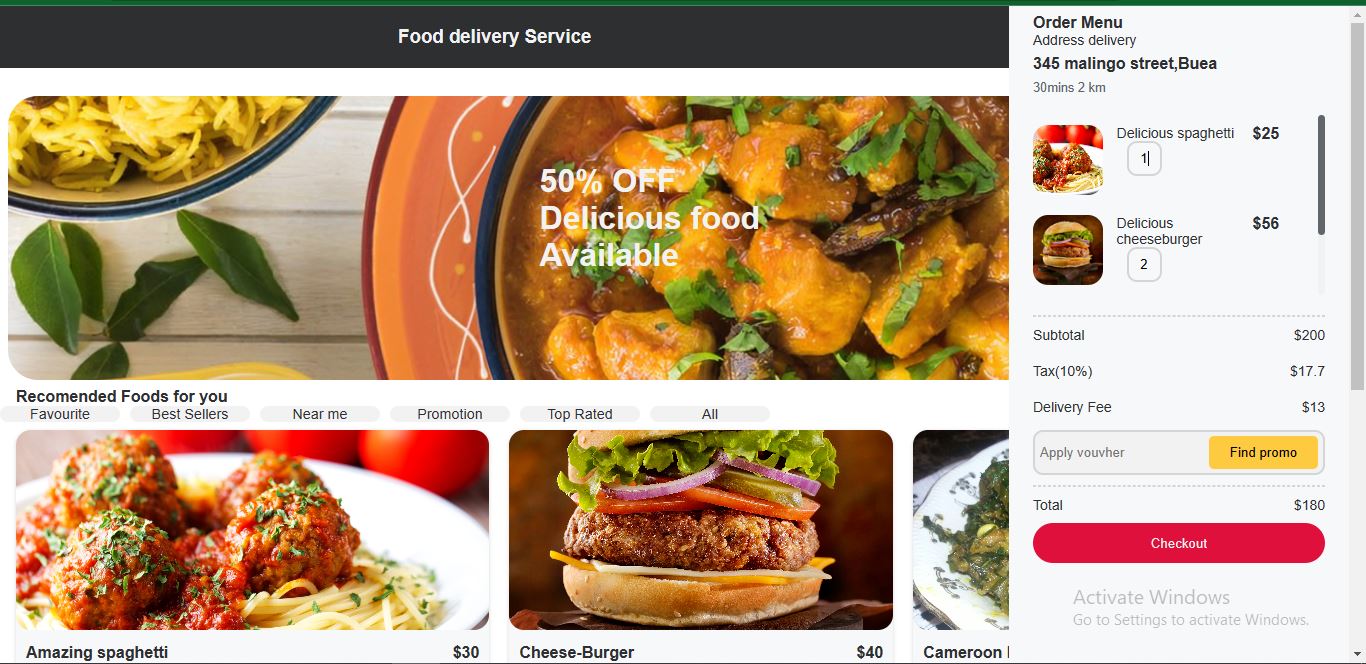 Food delivery Service
50% OFF
Delicious food
Available
Recomended Foods for you
Favourite Best Sellers Near me Promotion Top Rated All
Amazing spaghetti $30
Cheese-Burger $40
Cameroon
Order Menu
Address delivery
345 malingo street,Buea
30mins 2 km
Delicious spaghetti $25
1
Delicious $56
cheeseburger
2
Subtotal $200
Tax(10%) $17.7
Delivery Fee $13
Apply vouvher Find promo
Total $180
Checkout
Activate Windows
Go to Settings to activate Windows.